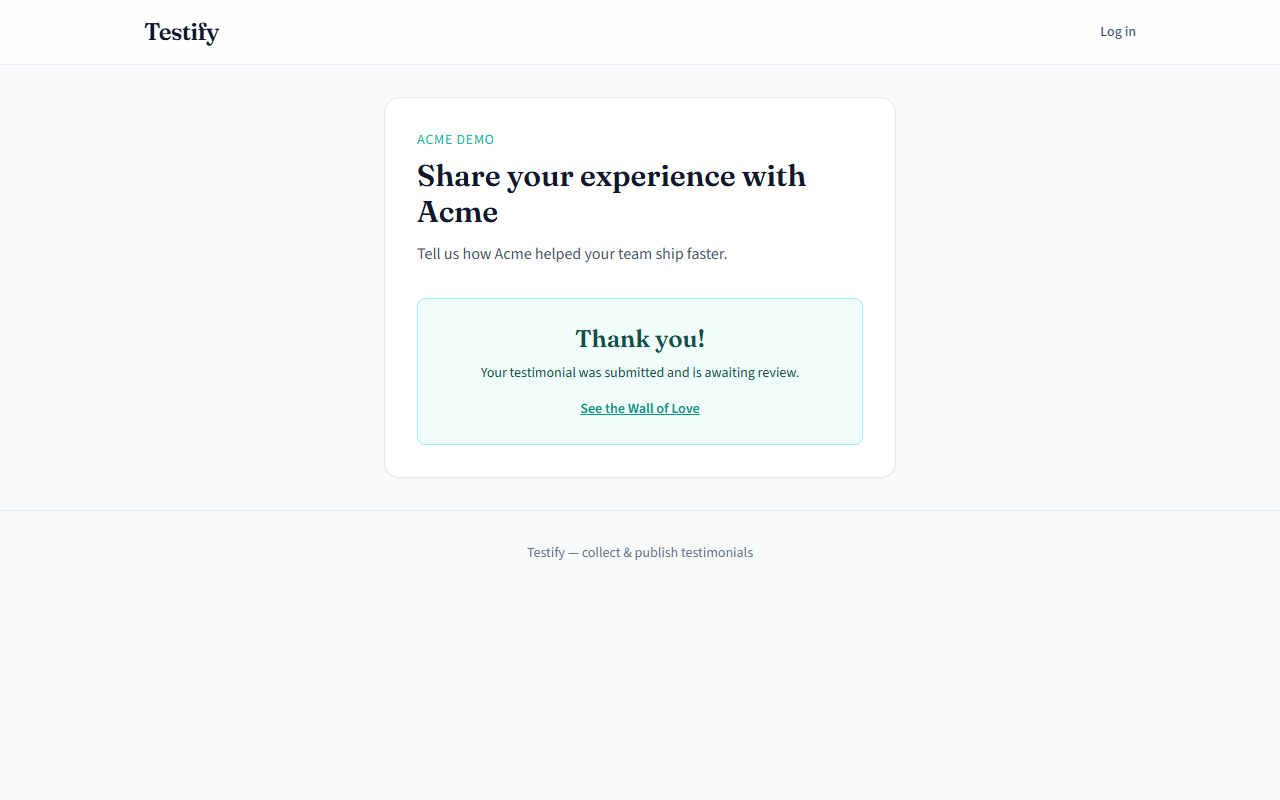 Testify
Log in
ACME DEMO
Share your experience with
Acme
Tell us how Acme helped your team ship faster.
Thank you!
Your testimonial was submitted and is awaiting review.
See the Wall of Love
Testify — collect & publish testimonials